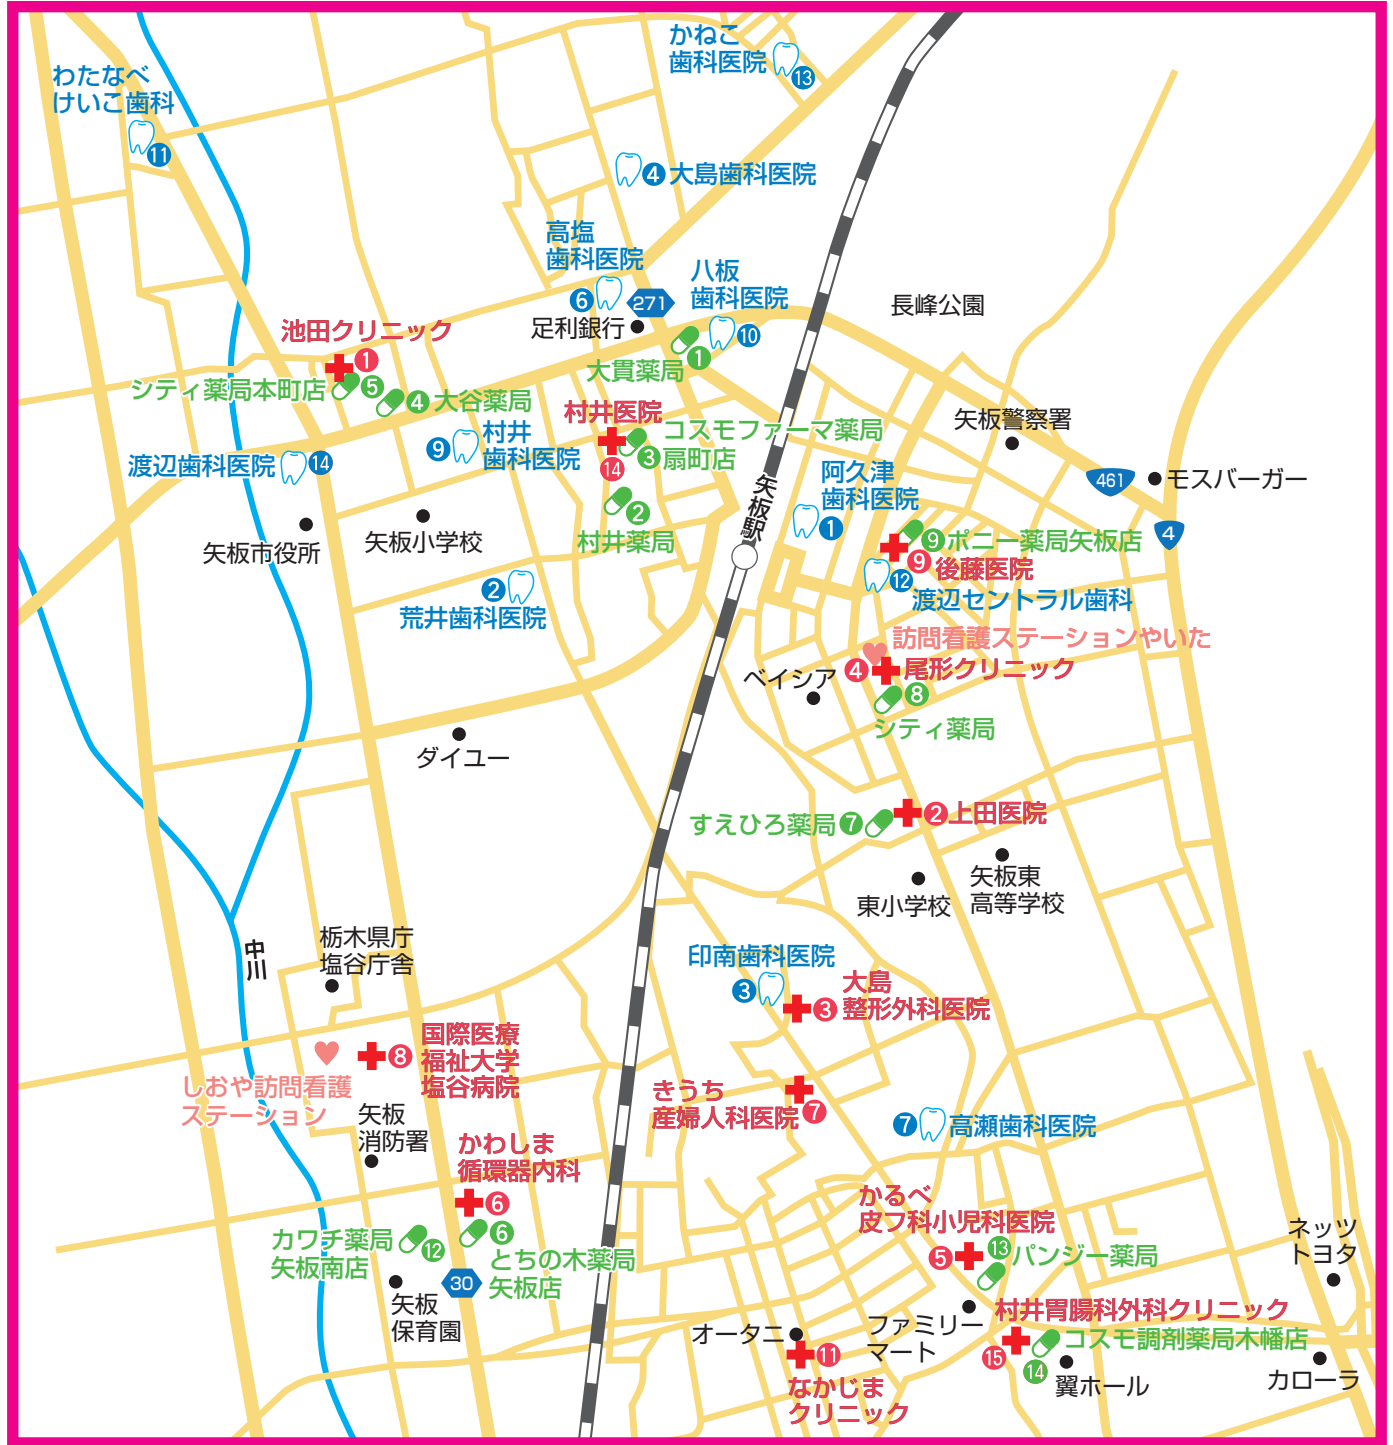 かねこ
歯科医院
13
わたなべ
けいこ歯科
11
4 大島歯科医院
高塩
歯科医院
6
271
八板
歯科医院
10
足利銀行
長峰公園
池田クリニック
1
大貫薬局
1
シティ薬局本町店
5
4 大谷薬局
村井医院
14
コスモファーマ薬局
3 扇町店
矢板警察署
渡辺歯科医院
14
9
村井
歯科医院
阿久津
歯科医院
1
461
モスバーガー
4
矢板駅
2
村井薬局
矢板市役所
矢板小学校
9 ポニー薬局矢板店
9 後藤医院
12
渡辺セントラル歯科
2
荒井歯科医院
訪問看護ステーションやいた
4
尾形クリニック
8
シティ薬局
ベイシア
ダイユー
すえひろ薬局 7
2 上田医院
東小学校
矢板東
高等学校
中川
栃木県庁
塩谷庁舎
印南歯科医院
3
大島
3 整形外科医院
8
国際医療
福祉大学
塩谷病院
しおや訪問看護
ステーション
きうち
産婦人科医院
7
矢板
消防署
7
高瀬歯科医院
かわしま
循環器内科
6
かるべ
皮フ科小児科医院
5
13
パンジー薬局
カワチ薬局
矢板南店
12
6
とちの木薬局
矢板店
30
矢板
保育園
ネッツ
トヨタ
村井胃腸科外科クリニック
15
コスモ調剤薬局木幡店
14
オータニ
ファミリー
マート
11
なかじま
クリニック
翼ホール
カローラ